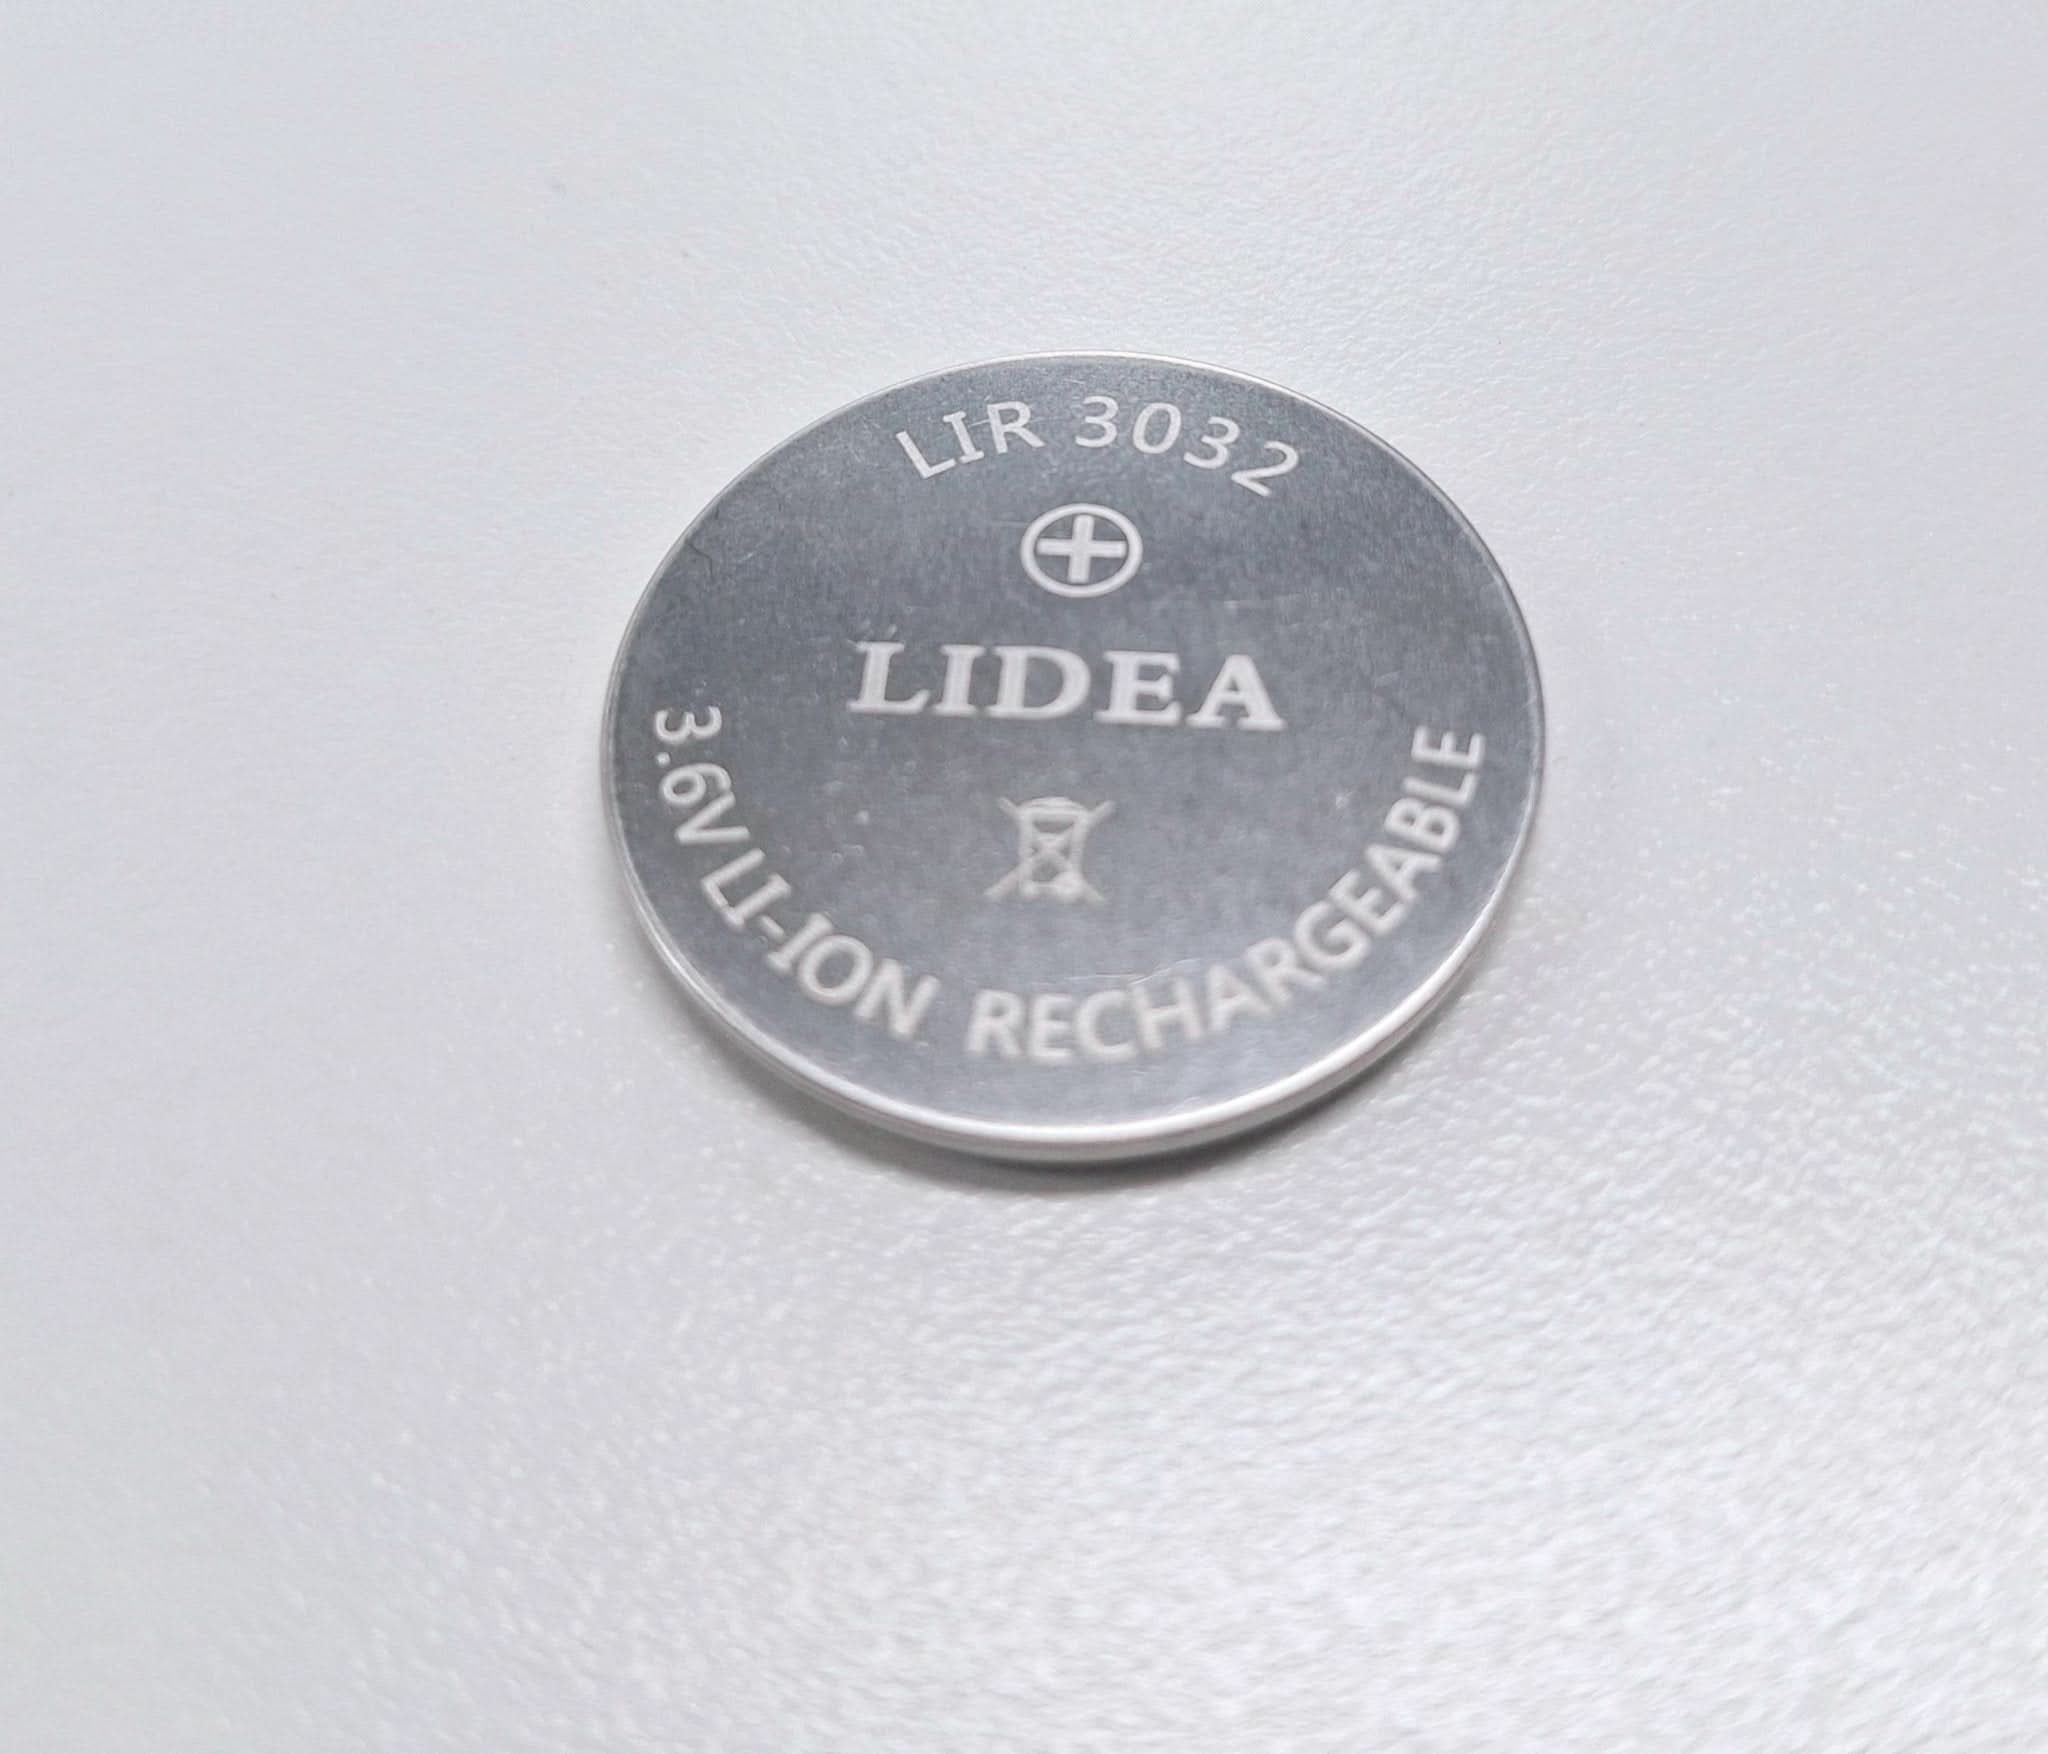 LIR 3032
LIDEA
3.6V LI-ION RECHARGEABLE